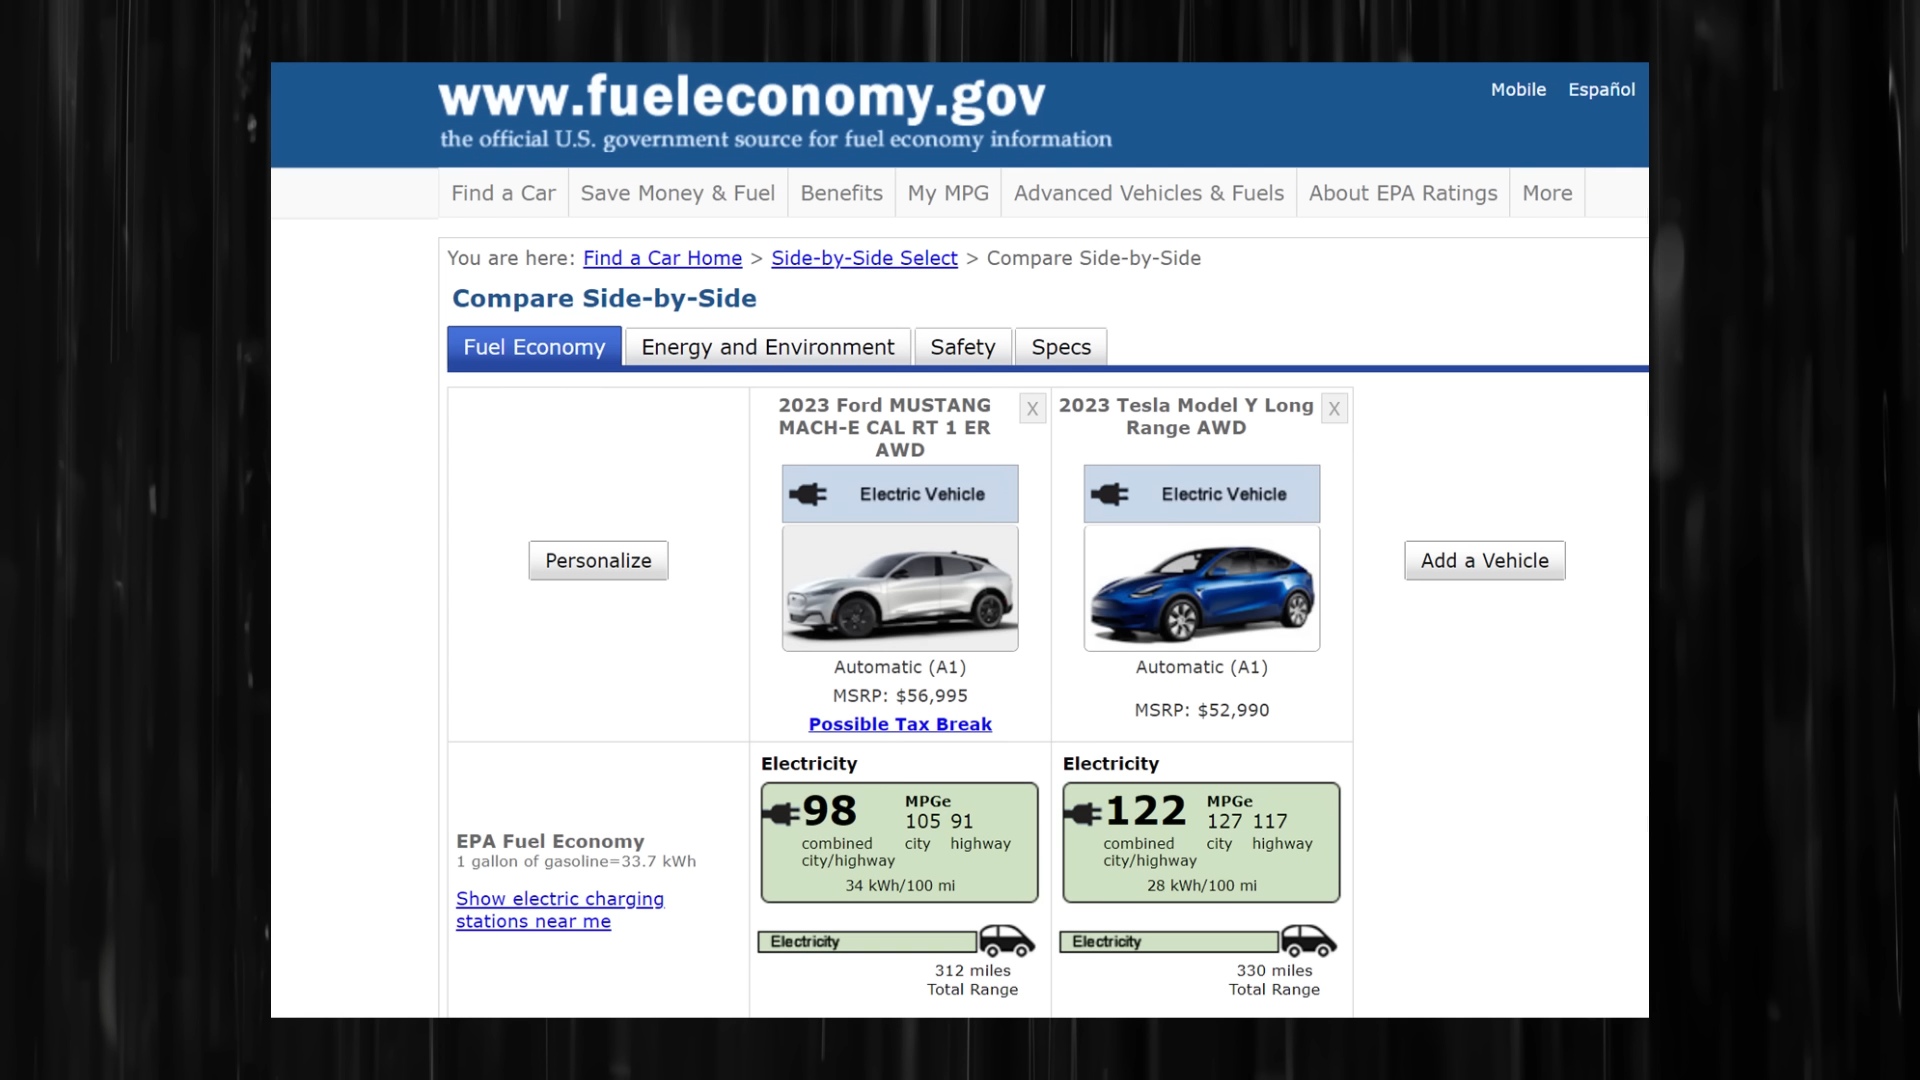 www.fueleconomy.gov
the official U.S. government source for fuel economy information
Mobile Español
Find a Car Save Money & Fuel Benefits My MPG Advanced Vehicles & Fuels About EPA Ratings More
You are here: Find a Car Home > Side-by-Side Select > Compare Side-by-Side
Compare Side-by-Side
Fuel Economy Energy and Environment Safety Specs
Personalize
2023 Ford MUSTANG
MACH-E CAL RT 1 ER
AWD
X
Electric Vehicle
Automatic (A1)
MSRP: $56,995
Possible Tax Break
2023 Tesla Model Y Long
Range AWD
X
Electric Vehicle
Automatic (A1)
MSRP: $52,990
Add a Vehicle
EPA Fuel Economy
1 gallon of gasoline=33.7 kWh
Show electric charging
stations near me
Electricity
98
combined
city/highway
MPGe
105 91
city highway
34 kWh/100 mi
Electricity
312 miles
Total Range
Electricity
122
combined
city/highway
MPGe
127 117
city highway
28 kWh/100 mi
Electricity
330 miles
Total Range